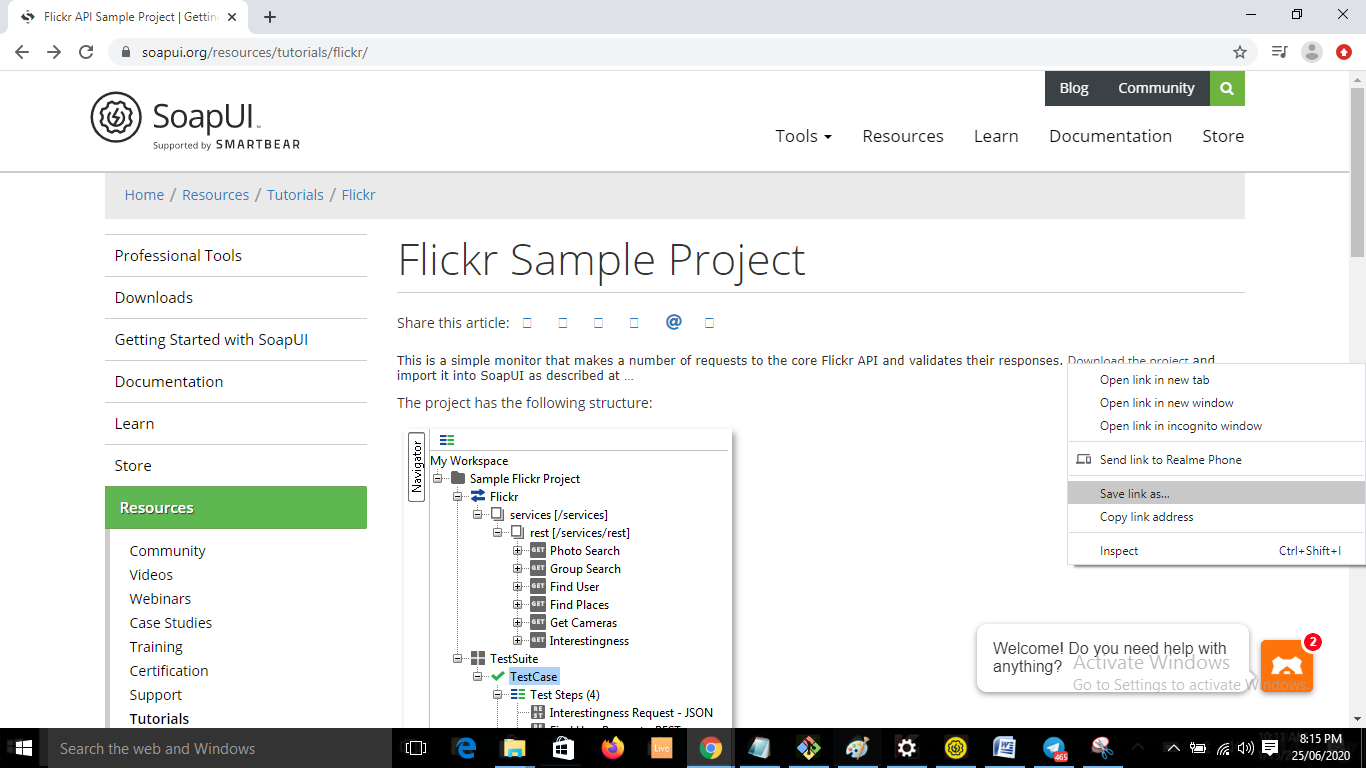 Flickr API Sample Project | Gettin
soapui.org/resources/tutorials/flickr/
Blog Community
SoapUI
Supported by SMARTBEAR
Tools Resources Learn Documentation Store
Home / Resources / Tutorials / Flickr
Professional Tools
Downloads
Getting Started with SoapUI
Documentation
Learn
Store
Resources
Community
Videos
Webinars
Case Studies
Training
Certification
Support
Tutorials
Flickr Sample Project
Share this article: @
This is a simple monitor that makes a number of requests to the core Flickr API and validates their responses. Download the project and
import it into SoapUI as described at ...
The project has the following structure:
Navigator
My Workspace
Sample Flickr Project
Flickr
services [/services]
rest [/services/rest]
GET Photo Search
GET Group Search
GET Find User
GET Find Places
GET Get Cameras
GET Interestingness
TestSuite
TestCase
Test Steps (4)
REST Interestingness Request - JSON
Open link in new tab
Open link in new window
Open link in incognito window
Send link to Realme Phone
Save link as...
Copy link address
Inspect Ctrl+Shift+I
Welcome! Do you need help with
anything?
2
Activate Windows
Go to Settings to activate Windows.
Search the web and Windows
Live
465
8:15 PM
25/06/2020